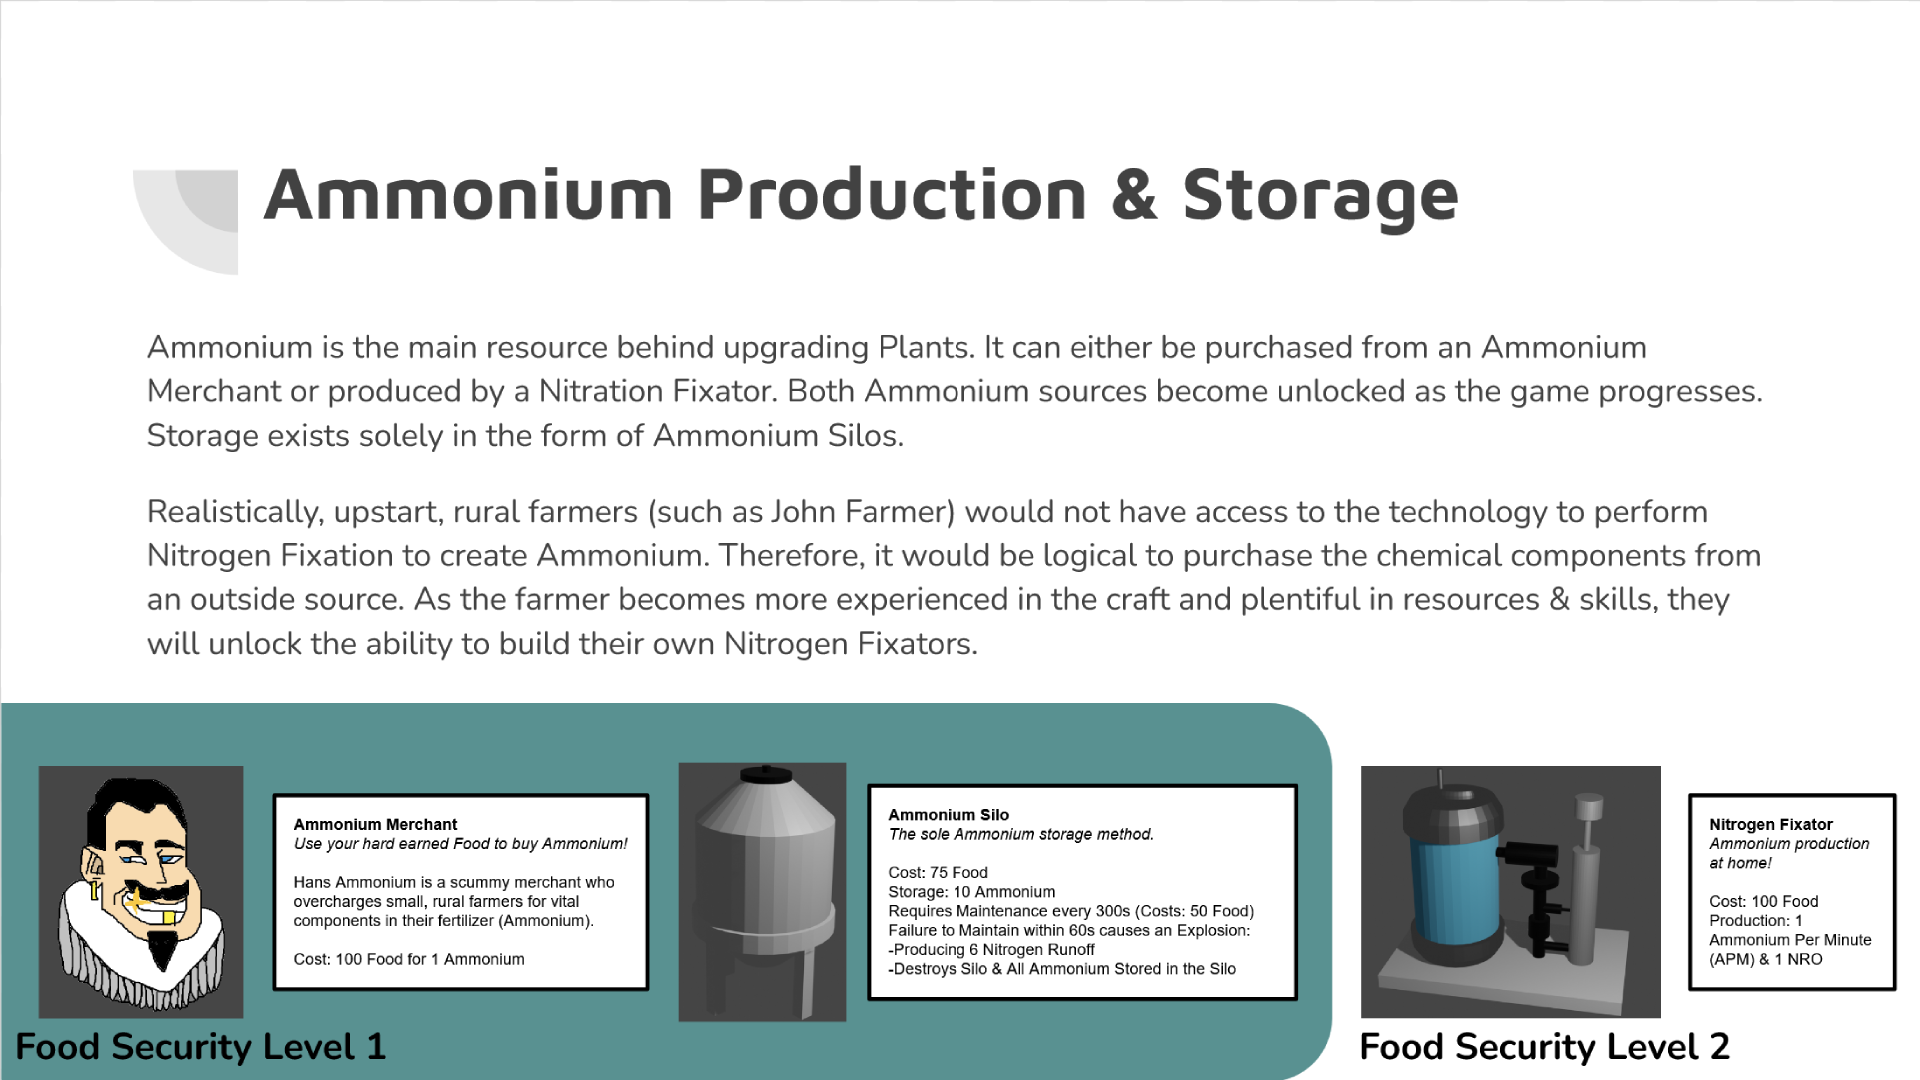 Ammonium Production & Storage
Ammonium is the main resource behind upgrading Plants. It can either be purchased from an Ammonium
Merchant or produced by a Nitration Fixator. Both Ammonium sources become unlocked as the game progresses.
Storage exists solely in the form of Ammonium Silos.
Realistically, upstart, rural farmers (such as John Farmer) would not have access to the technology to perform
Nitrogen Fixation to create Ammonium. Therefore, it would be logical to purchase the chemical components from
an outside source. As the farmer becomes more experienced in the craft and plentiful in resources & skills, they
will unlock the ability to build their own Nitrogen Fixators.
Ammonium Merchant
Use your hard earned Food to buy Ammonium!
Hans Ammonium is a scummy merchant who
overcharges small, rural farmers for vital
components in their fertilizer (Ammonium).
Cost: 100 Food for 1 Ammonium
Ammonium Silo
The sole Ammonium storage method.
Cost: 75 Food
Storage: 10 Ammonium
Requires Maintenance every 300s (Costs: 50 Food)
Failure to Maintain within 60s causes an Explosion:
-Producing 6 Nitrogen Runoff
-Destroys Silo & All Ammonium Stored in the Silo
Nitrogen Fixator
Ammonium production
at home!
Cost: 100 Food
Production: 1
Ammonium Per Minute
(APM) & 1 NRO
Food Security Level 1
Food Security Level 2